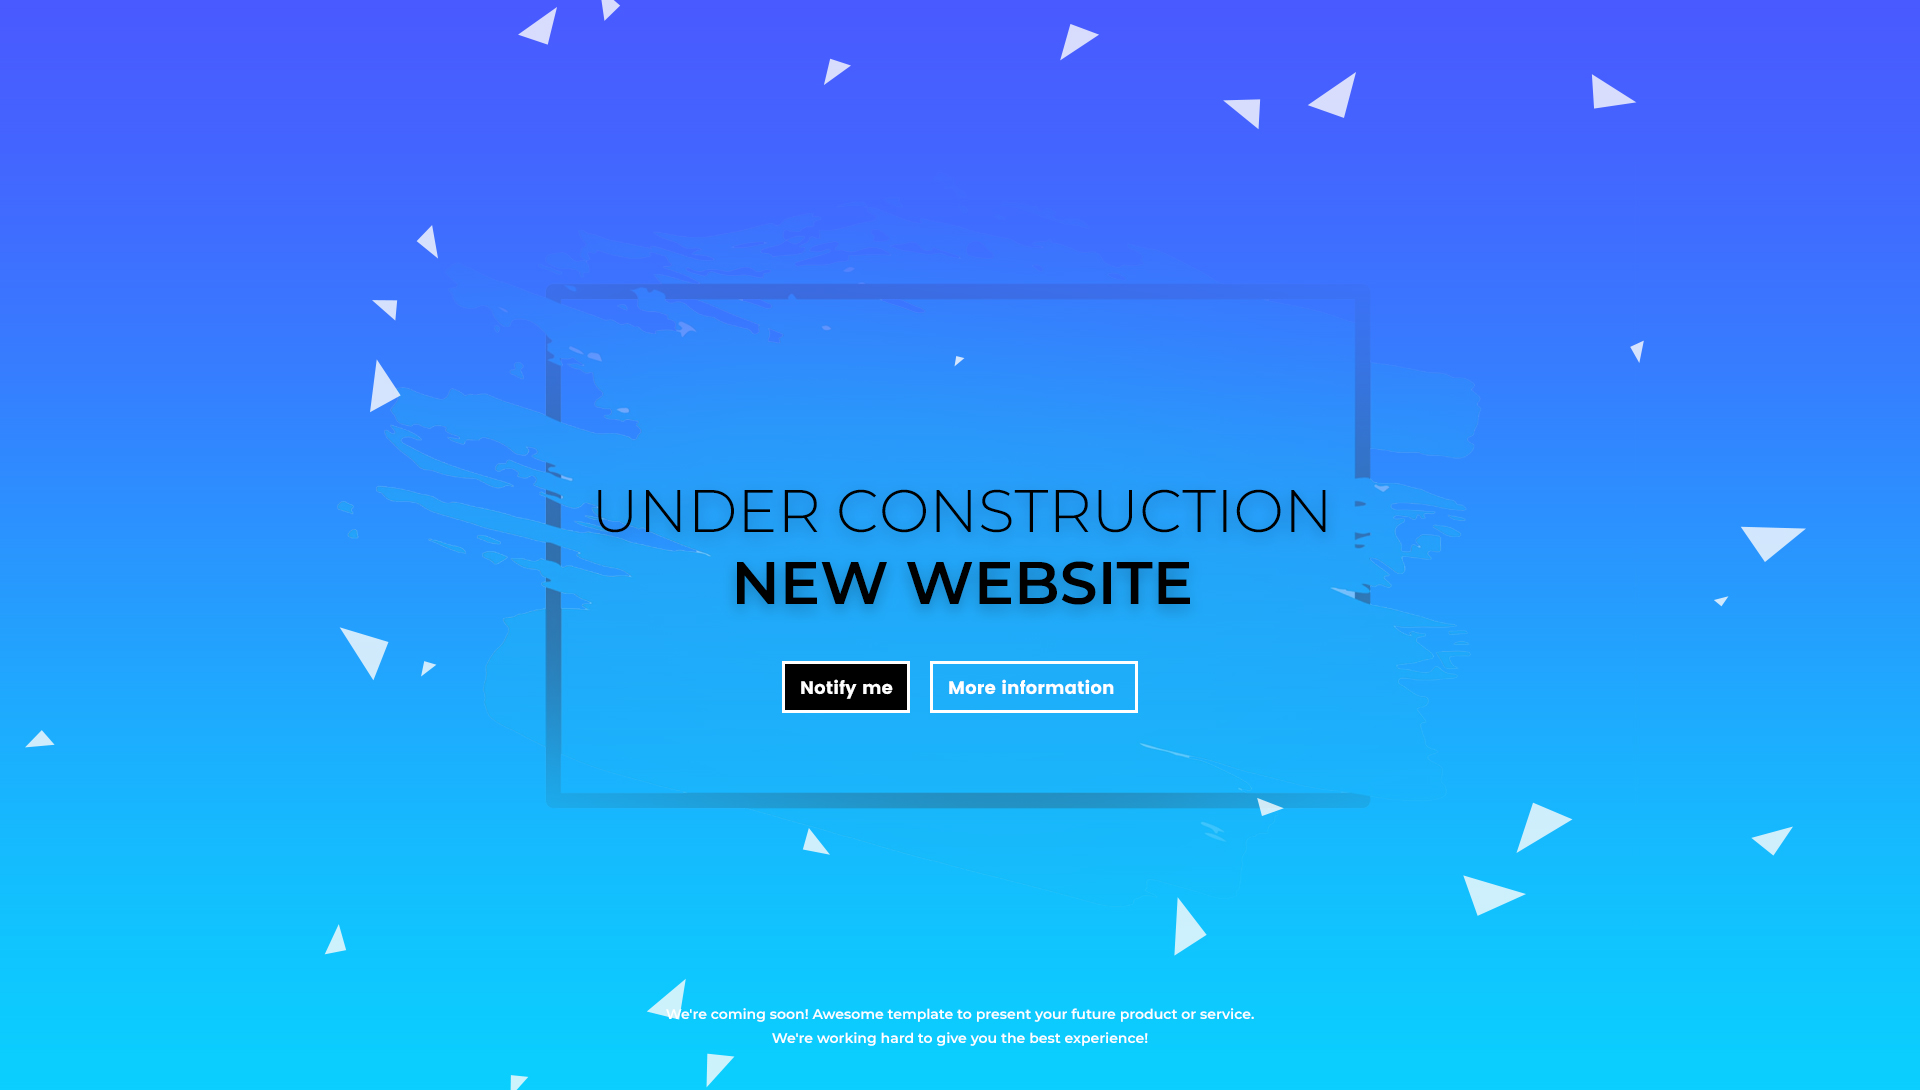 UNDER CONSTRUCTION
NEW WEBSITE
Notify me
More information
We're coming soon! Awesome template to present your future product or service.
We're working hard to give you the best experience!